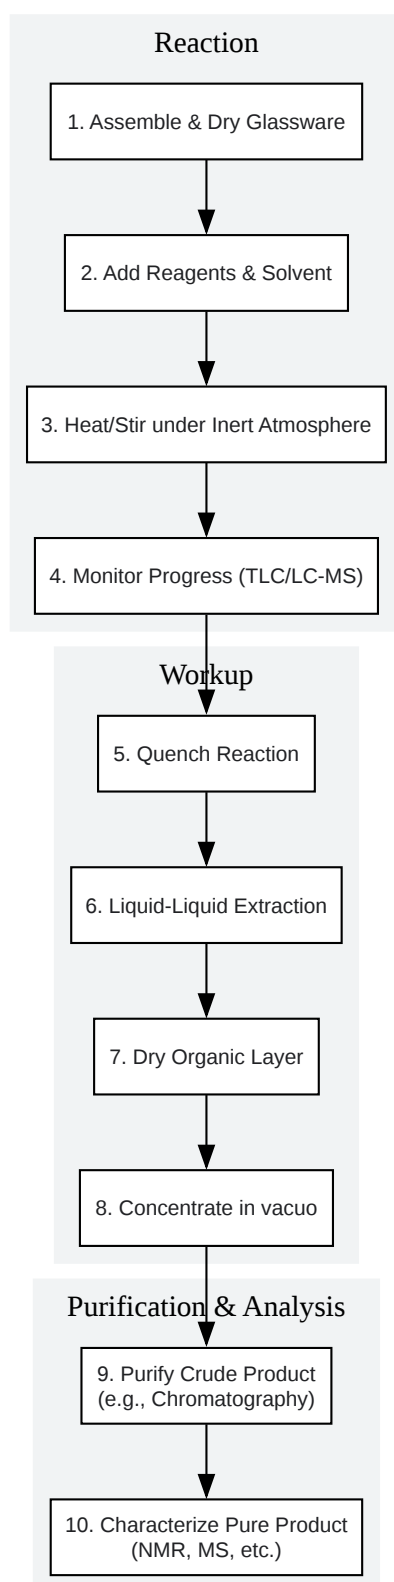 Reaction
1. Assemble & Dry Glassware
2. Add Reagents & Solvent
3. Heat/Stir under Inert Atmosphere
4. Monitor Progress (TLC/LC-MS)
Workup
5. Quench Reaction
6. Liquid-Liquid Extraction
7. Dry Organic Layer
8. Concentrate in vacuo
Purification & Analysis
9. Purify Crude Product
(e.g., Chromatography)
10. Characterize Pure Product
(NMR, MS, etc.)